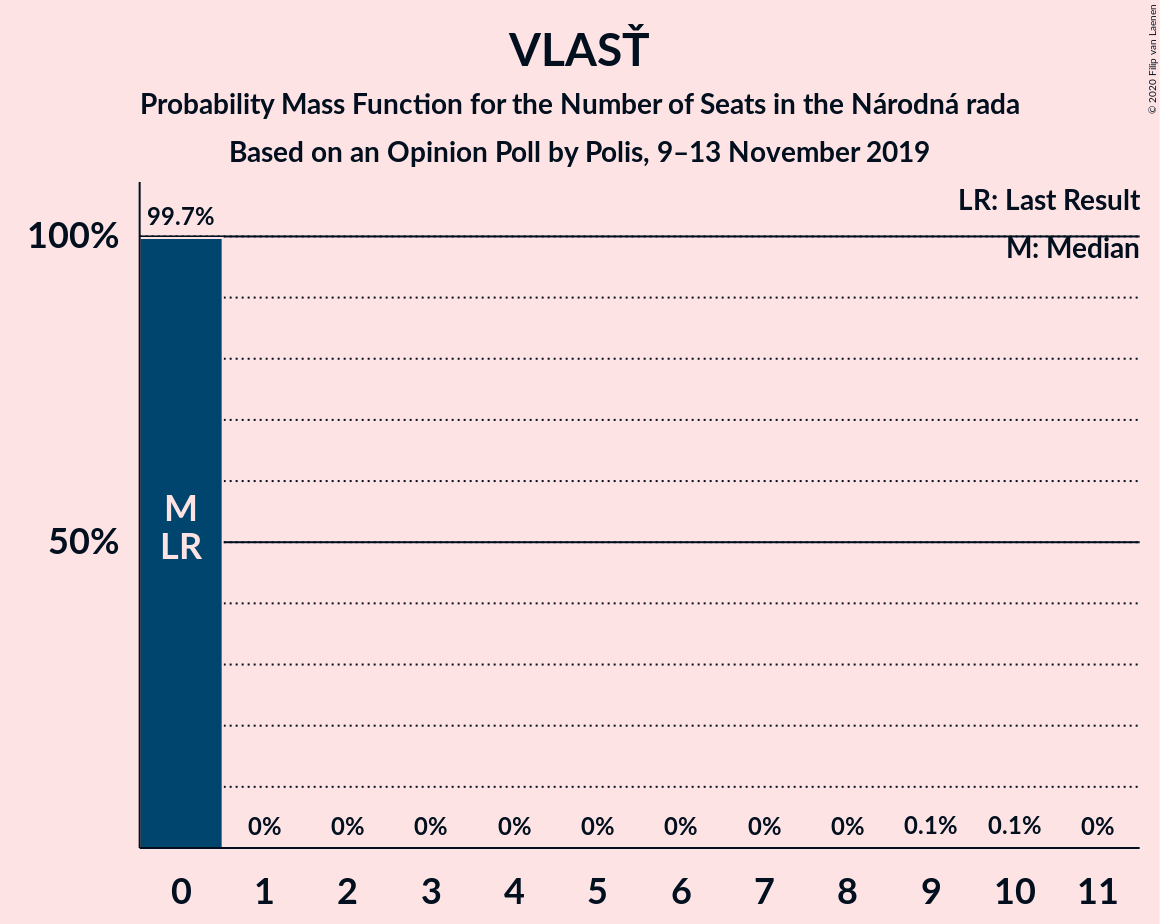 VLASŤ
Probability Mass Function for the Number of Seats in the Národná rada
Based on an Opinion Poll by Polis, 9–13 November 2019
© 2020 Filip van Laenen
LR: Last Result
M: Median
99.7%
100%
50%
M
LR
0% 0% 0% 0% 0% 0% 0% 0% 0.1% 0.1% 0%
0 1 2 3 4 5 6 7 8 9 10 11